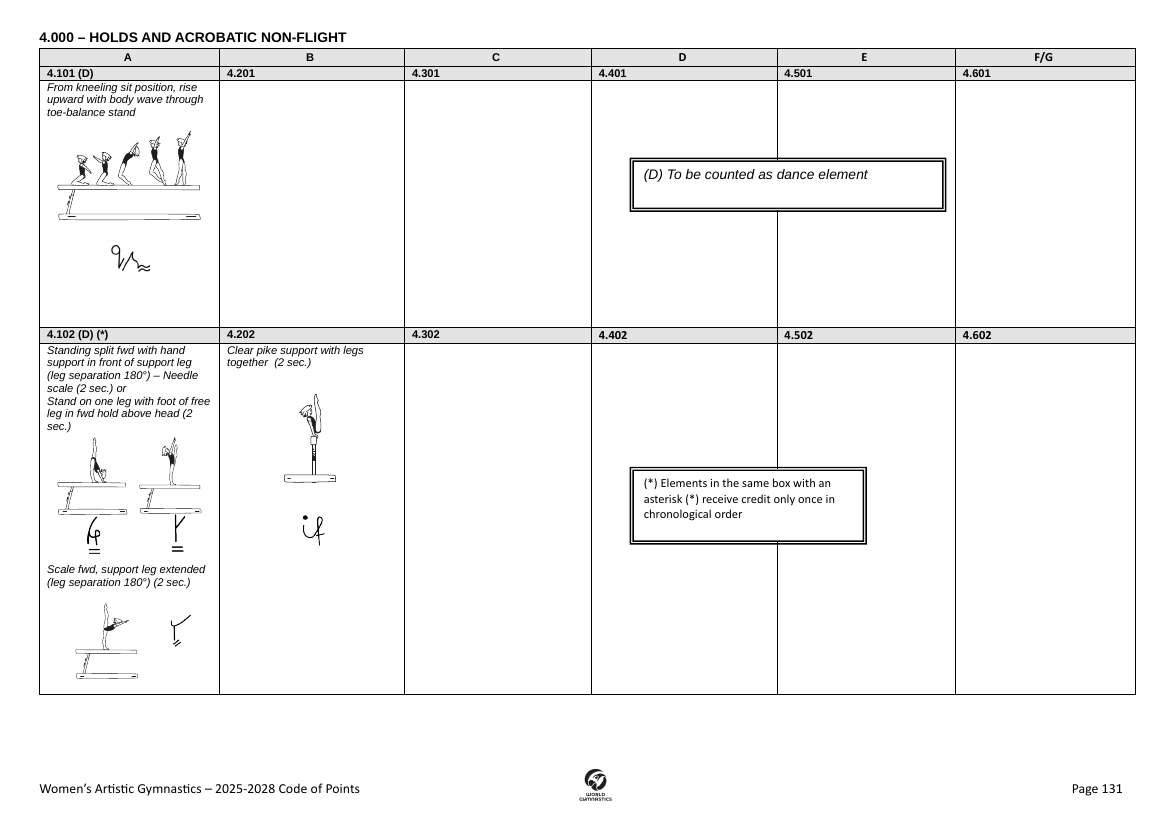 4.000 – HOLDS AND ACROBATIC NON-FLIGHT
A B C D E F/G
4.101 (D) 4.201 4.301 4.401 4.501 4.601
From kneeling sit position, rise
upward with body wave through
toe-balance stand
(D) To be counted as dance element
4.102 (D) (*) 4.202 4.302 4.402 4.502 4.602
Standing split fwd with hand
support in front of support leg
(leg separation 180°) – Needle
scale (2 sec.) or
Stand on one leg with foot of free
leg in fwd hold above head (2
sec.)
Scale fwd, support leg extended
(leg separation 180°) (2 sec.)
Clear pike support with legs
together (2 sec.)
(*) Elements in the same box with an
asterisk (*) receive credit only once in
chronological order
Women's Artistic Gymnastics – 2025-2028 Code of Points
WORLD
GYMNASTICS
Page 131